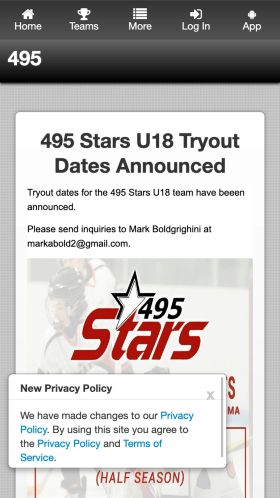 Home Teams More Log In App
495
495 Stars U18 Tryout
Dates Announced
Tryout dates for the 495 Stars U18 team have beeen
announced.
Please send inquiries to Mark Boldgrighini at
markabold2@gmail.com.
495
Stars
New Privacy Policy
x
We have made changes to our Privacy
Policy. By using this site you agree to
the Privacy Policy and Terms of
Service.
S
MA
(HALF SEASON)